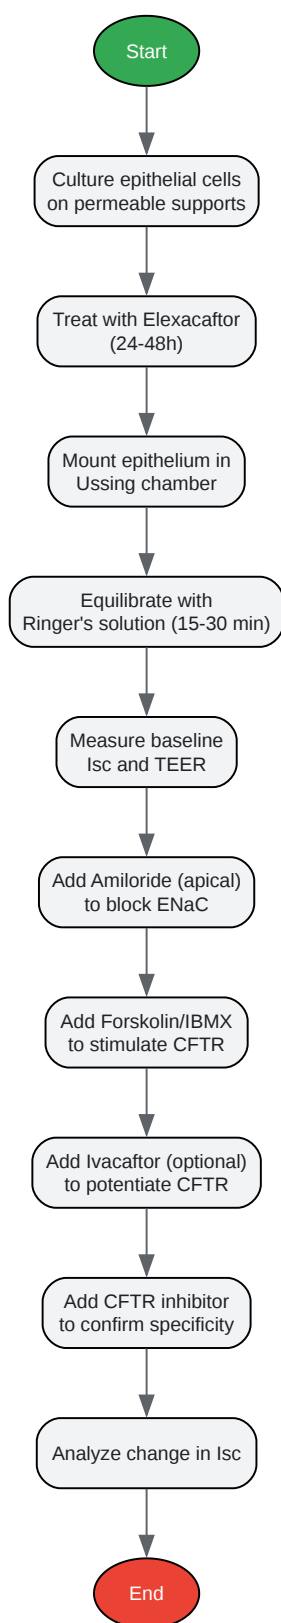 Start
Culture epithelial cells
on permeable supports
Treat with Elexacaftor
(24-48h)
Mount epithelium in
Ussing chamber
Equilibrate with
Ringer's solution (15-30 min)
Measure baseline
Isc and TEER
Add Amiloride (apical)
to block ENaC
Add Forskolin/IBMX
to stimulate CFTR
Add Ivacaftor (optional)
to potentiate CFTR
Add CFTR inhibitor
to confirm specificity
Analyze change in Isc
End